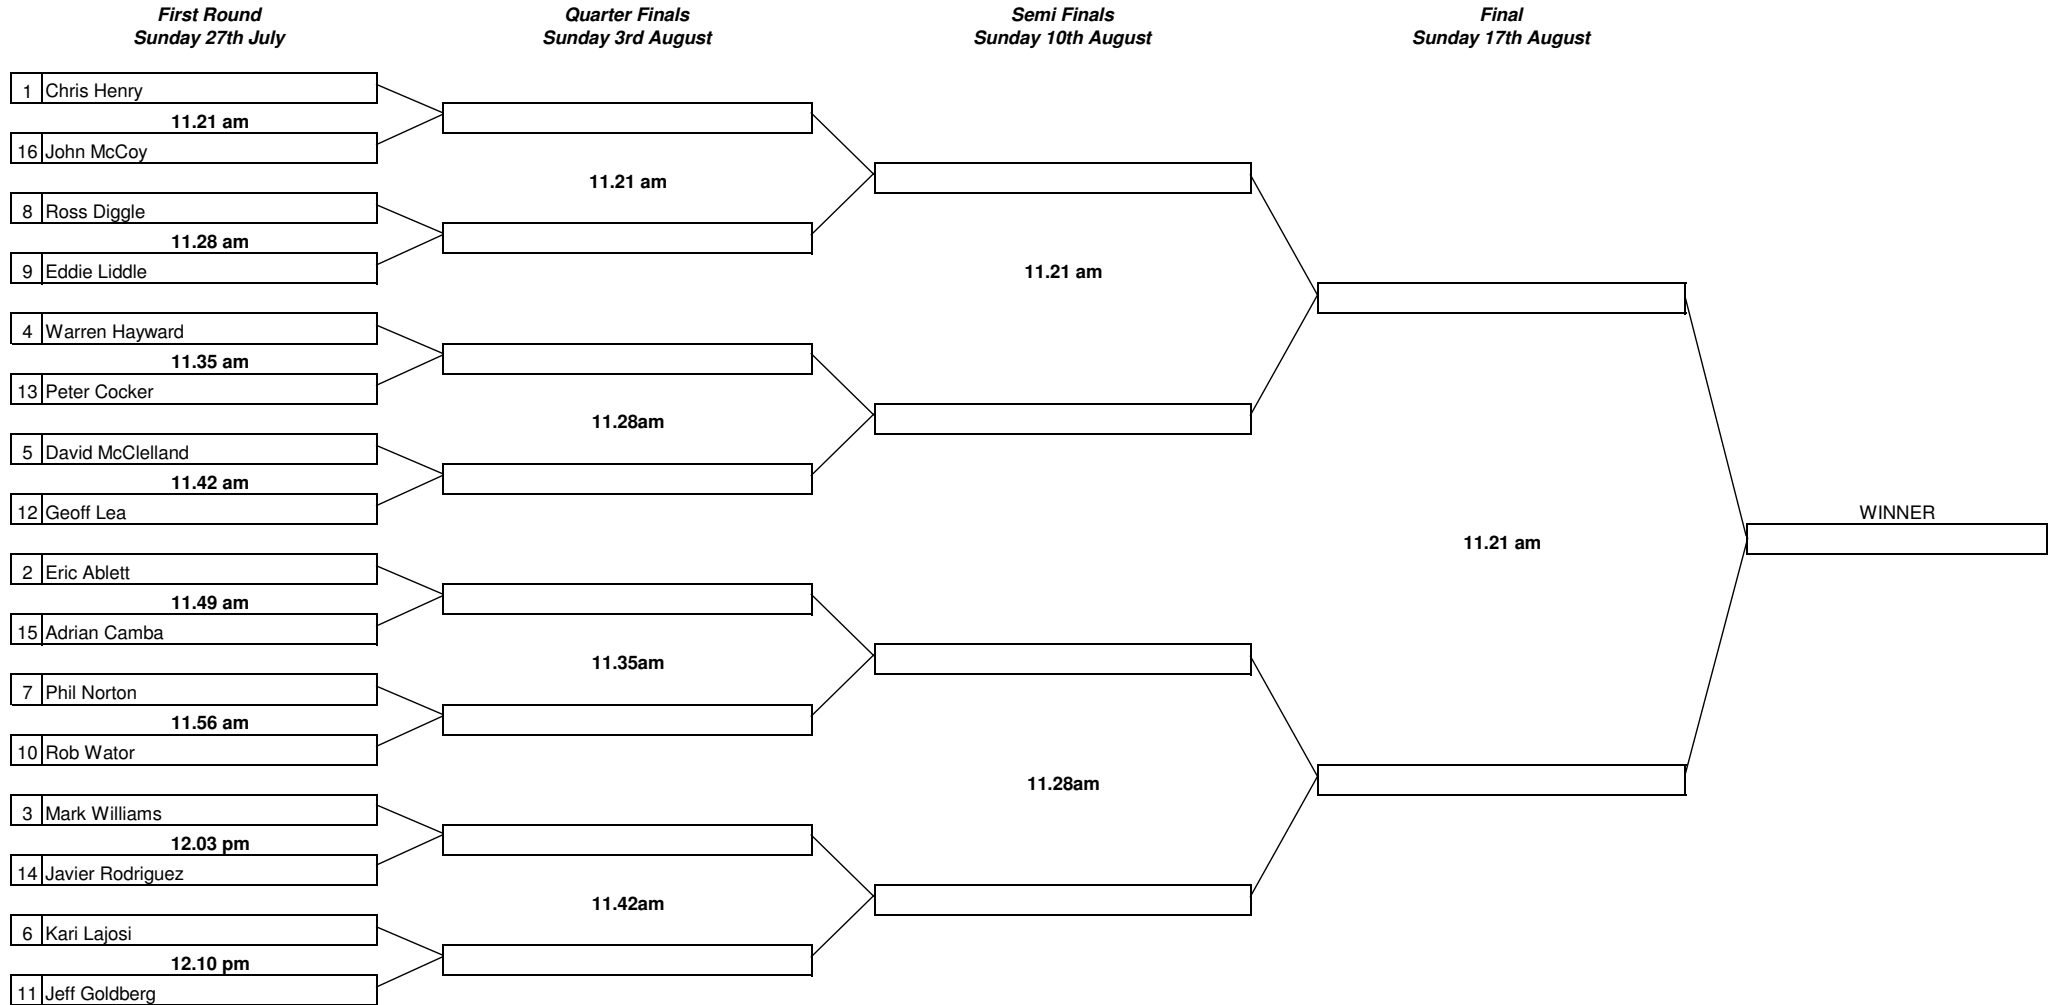 First Round
Sunday 27th July
Quarter Finals
Sunday 3rd August
Semi Finals
Sunday 10th August
Final
Sunday 17th August
1 Chris Henry
11.21 am
16 John McCoy
8 Ross Diggle
11.28 am
9 Eddie Liddle
4 Warren Hayward
11.35 am
13 Peter Cocker
5 David McClelland
11.42 am
12 Geoff Lea
2 Eric Ablett
11.49 am
15 Adrian Camba
7 Phil Norton
11.56 am
10 Rob Wator
3 Mark Williams
12.03 pm
14 Javier Rodriguez
6 Kari Lajosi
12.10 pm
11 Jeff Goldberg
11.21 am
11.28am
11.35am
11.42am
11.21 am
11.28am
11.21 am
WINNER